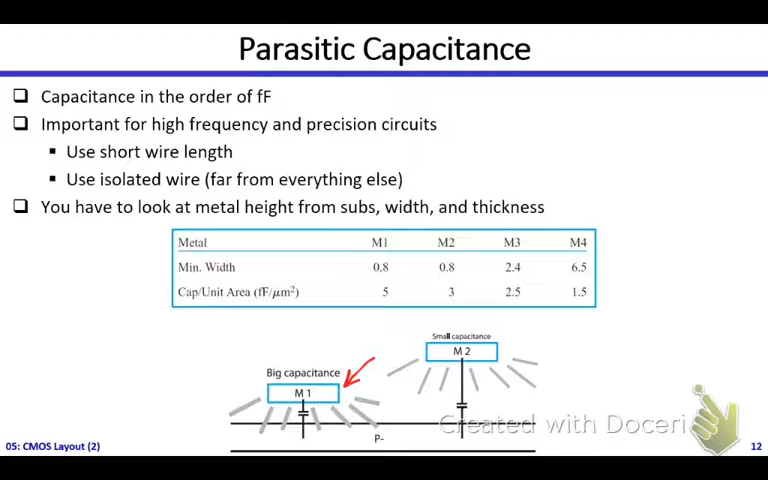 Parasitic Capacitance
Capacitance in the order of fF
Important for high frequency and precision circuits
Use short wire length
Use isolated wire (far from everything else)
You have to look at metal height from subs, width, and thickness
Metal M1 M2 M3 M4
Min. Width 0.8 0.8 2.4 6.5
Cap/Unit Area (fF/μm²) 5 3 2.5 1.5
Small capacitance
M 2
Big capacitance
M 1
Created with Doceri
P-
05: CMOS Layout (2) 12